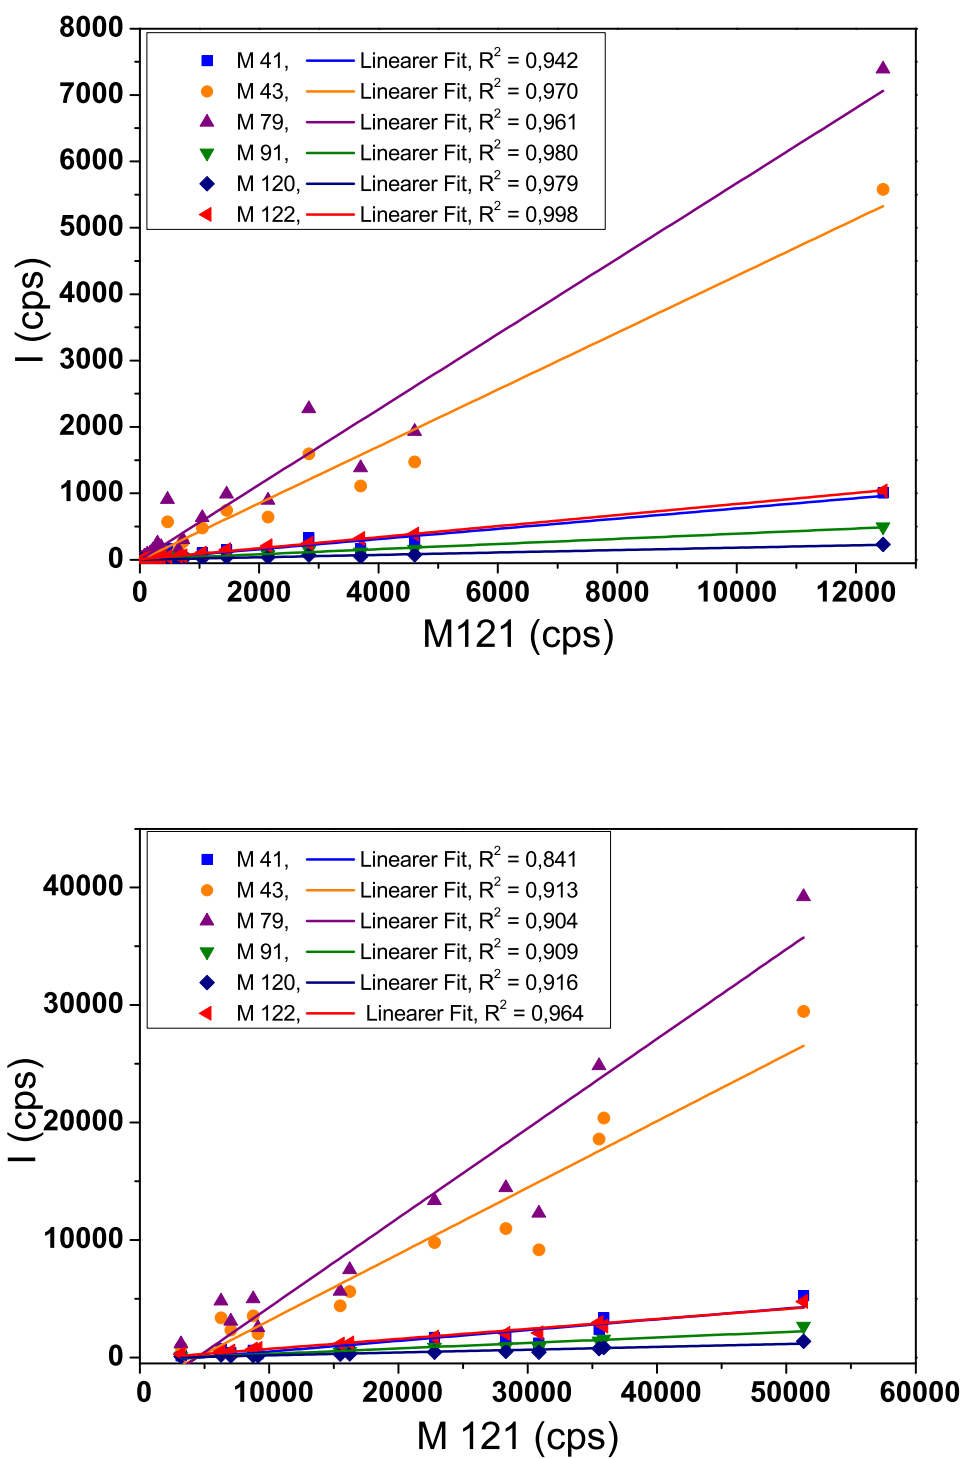 8000
7000
6000
5000
4000
3000
2000
1000
0
I (cps)
M 41, Linearer Fit, R² = 0,942
M 43, Linearer Fit, R² = 0,970
M 79, Linearer Fit, R² = 0,961
M 91, Linearer Fit, R² = 0,980
M 120, Linearer Fit, R² = 0,979
M 122, Linearer Fit, R² = 0,998
0 2000 4000 6000 8000 10000 12000
M121 (cps)
40000
30000
20000
10000
0
I (cps)
M 41, Linearer Fit, R² = 0,841
M 43, Linearer Fit, R² = 0,913
M 79, Linearer Fit, R² = 0,904
M 91, Linearer Fit, R² = 0,909
M 120, Linearer Fit, R² = 0,916
M 122, Linearer Fit, R² = 0,964
0 10000 20000 30000 40000 50000 60000
M 121 (cps)